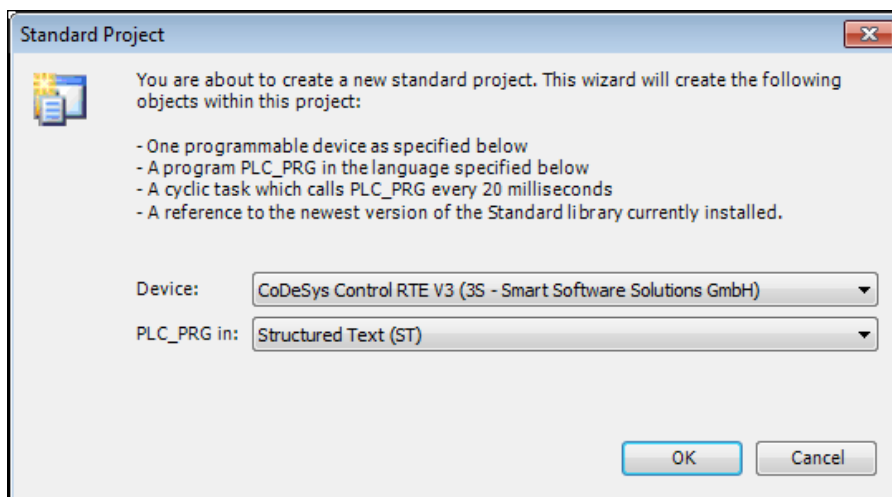 Standard Project
You are about to create a new standard project. This wizard will create the following
objects within this project:
- One programmable device as specified below
- A program PLC_PRG in the language specified below
- A cyclic task which calls PLC_PRG every 20 milliseconds
- A reference to the newest version of the Standard library currently installed.
Device: CoDeSys Control RTE V3 (3S - Smart Software Solutions GmbH)
PLC_PRG in: Structured Text (ST)
OK Cancel